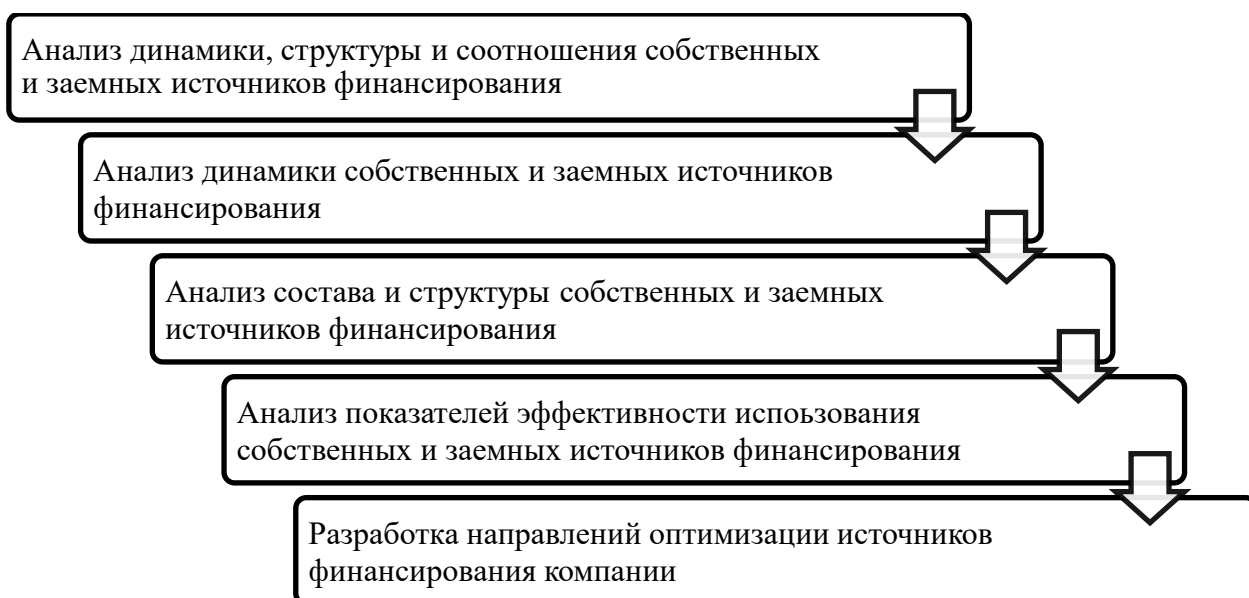 Анализ динамики, структуры и соотношения собственных
и заемных источников финансирования
Анализ динамики собственных и заемных источников
финансирования
Анализ состава и структуры собственных и заемных
источников финансирования
Анализ показателей эффективности испоьзования
собственных и заемных источников финансирования
Разработка направлений оптимизации источников
финансирования компании